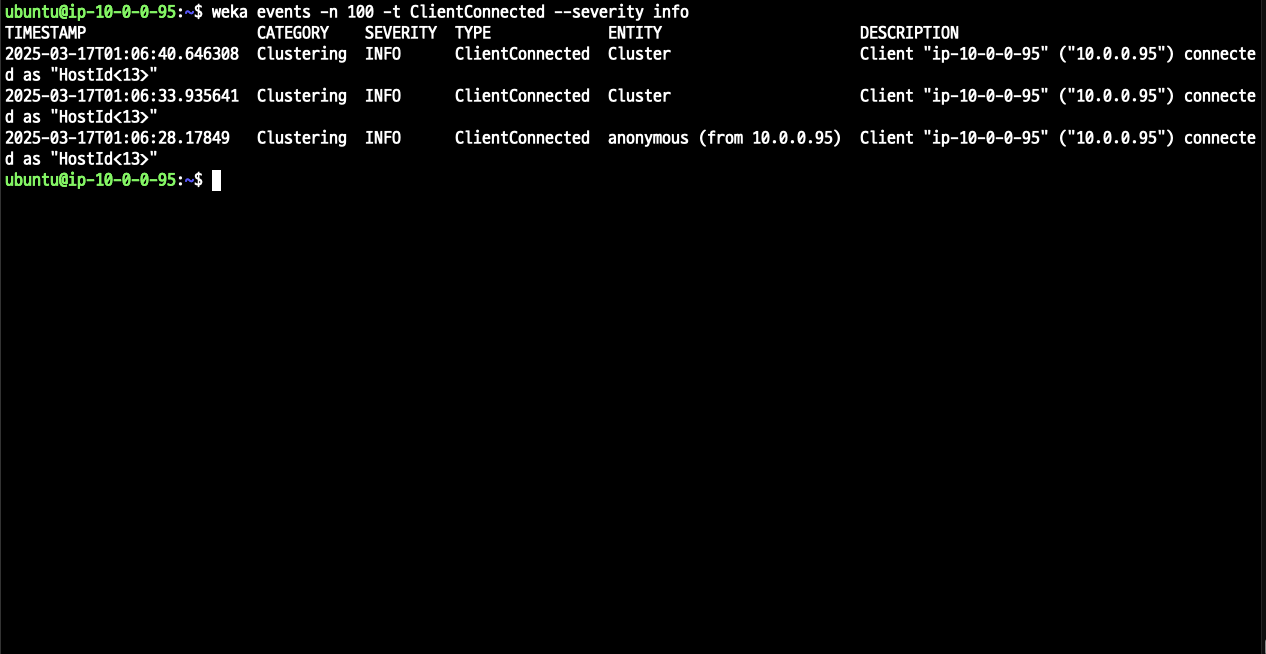 ubuntu@ip-10-0-0-95:~$ weka events -n 100 -t ClientConnected --severity info
TIMESTAMP                   CATEGORY    SEVERITY  TYPE             ENTITY                      DESCRIPTION
2025-03-17T01:06:40.646308  Clustering  INFO      ClientConnected  Cluster                     Client "ip-10-0-0-95" ("10.0.0.95") connecte
d as "HostId<13>"
2025-03-17T01:06:33.935641  Clustering  INFO      ClientConnected  Cluster                     Client "ip-10-0-0-95" ("10.0.0.95") connecte
d as "HostId<13>"
2025-03-17T01:06:28.17849   Clustering  INFO      ClientConnected  anonymous (from 10.0.0.95)  Client "ip-10-0-0-95" ("10.0.0.95") connecte
d as "HostId<13>"
ubuntu@ip-10-0-0-95:~$